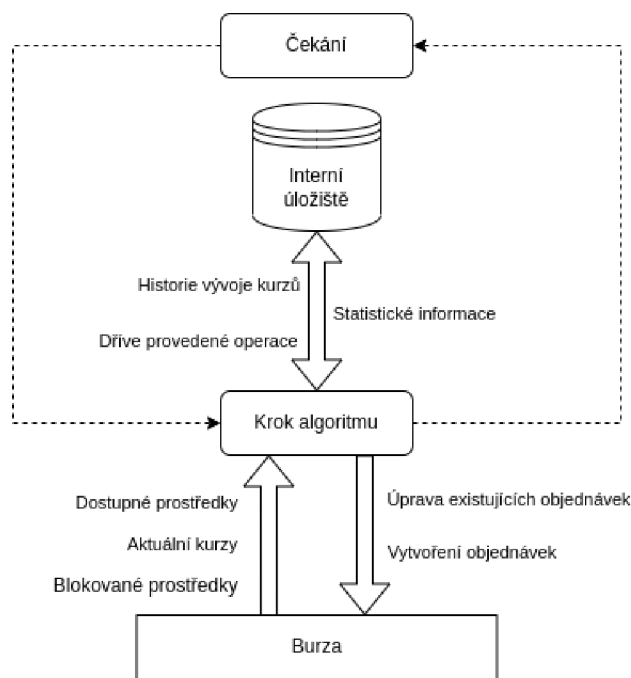 Čekání
Interní
úložiště
Historie vývoje kurzů
Statistické informace
Dříve provedené operace
Krok algoritmu
Dostupné prostředky
Úprava existujících objednávek
Aktuální kurzy
Vytvoření objednávek
Blokované prostředky
Burza